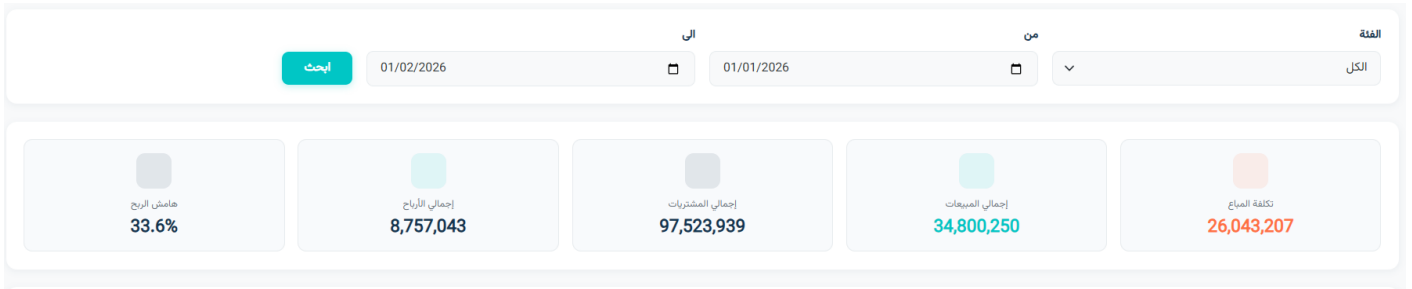 الفئة
من
الى
الكل
01/01/2026
01/02/2026
ابحث
تكلفة المباع
26,043,207
إجمالي المبيعات
34,800,250
إجمالي المشتريات
97,523,939
إجمالي الأرباح
8,757,043
هامش الربح
33.6%